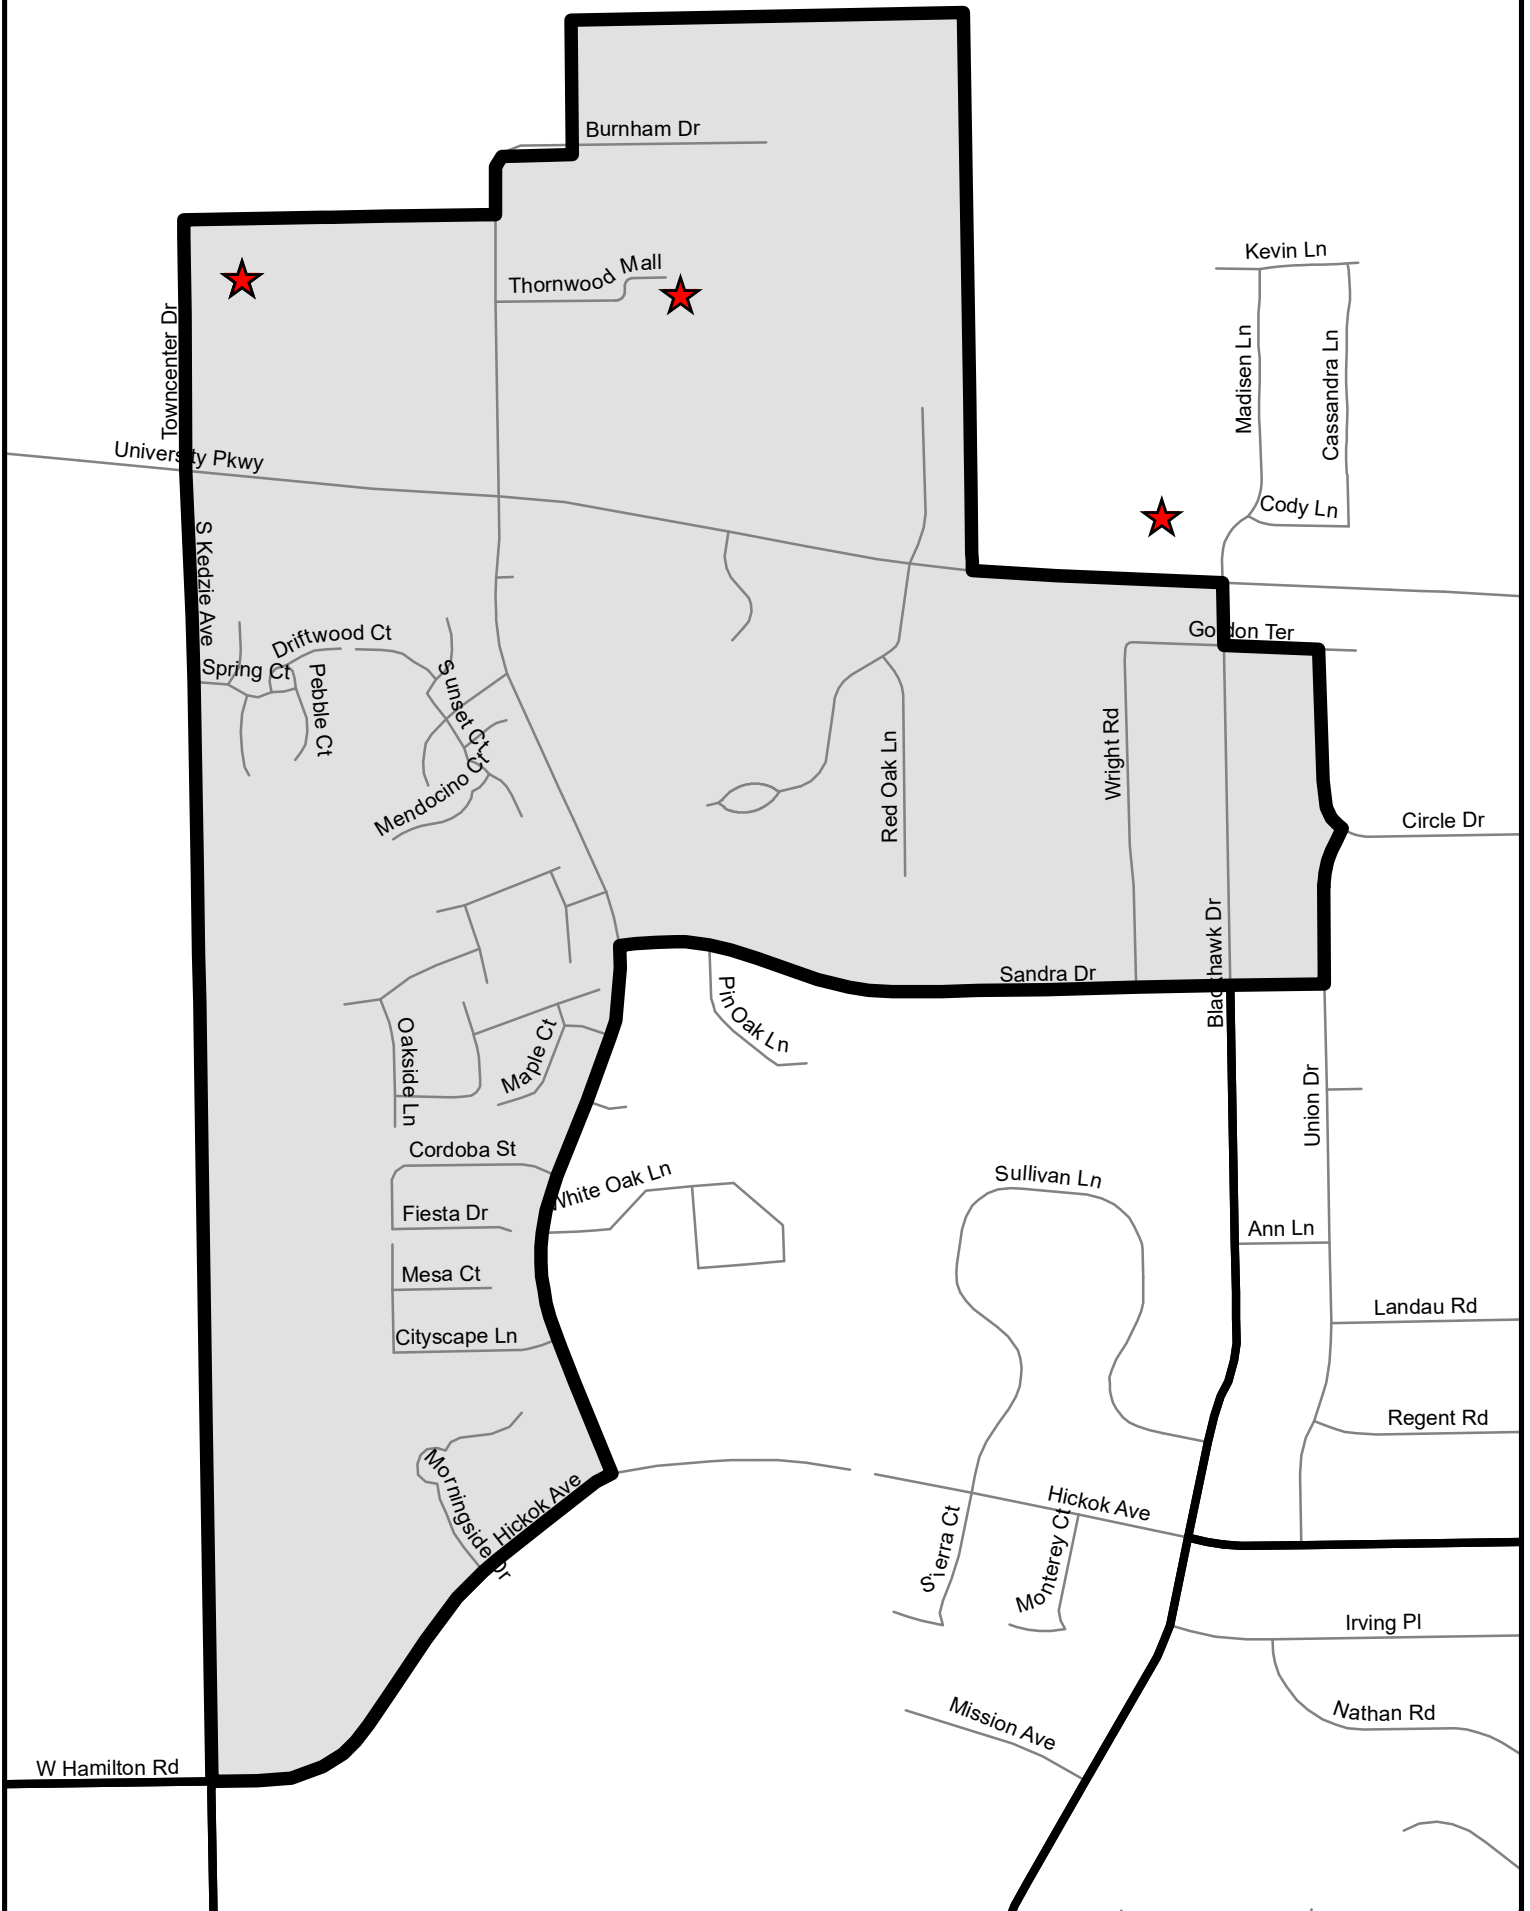 Burnham Dr
Kevin Ln
Thornwood Mall
Towncenter Dr
Madisen Ln
Cassandra Ln
University Pkwy
Cody Ln
S Kedzie Ave
Driftwood Ct
Gordon Ter
Spring Ct
Pebble Ct
Sunset Ct
Wright Rd
Red Oak Ln
Mendocino Ct
Circle Dr
Blackhawk Dr
Sandra Dr
Pin Oak Ln
Oakside Ln
Maple Ct
Union Dr
Cordoba St
White Oak Ln
Sullivan Ln
Fiesta Dr
Ann Ln
Mesa Ct
Landau Rd
Cityscape Ln
Regent Rd
Morningside Dr
Hickok Ave
Hickok Ave
Sierra Ct
Monterey Ct
Irving Pl
Mission Ave
Nathan Rd
W Hamilton Rd